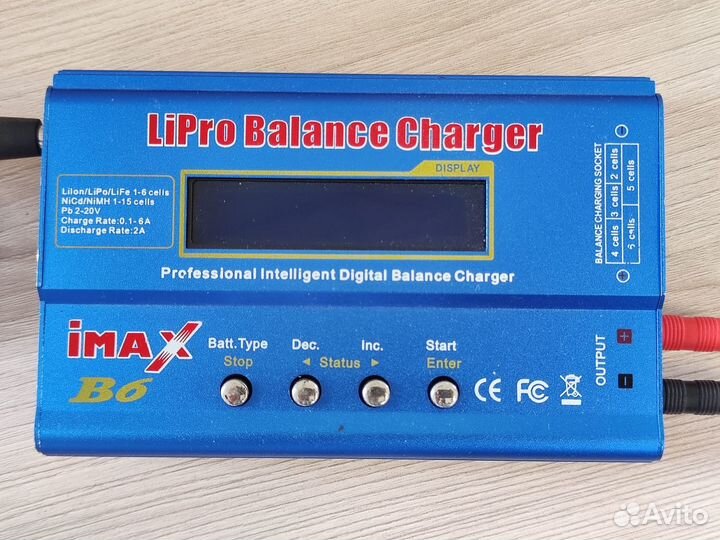 LiPro Balance Charger
DISPLAY
LiIon/LiPo/LiFe 1-6 cells
NiCd/NiMH 1-15 cells
Pb 2-20V
Charge Rate:0.1-6A
Discharge Rate:2A
Professional Intelligent Digital Balance Charger
BALANCE CHARGING SOCKET
2 cells
3 cells
4 cells
5 cells
6 cells
iMAX
B6
Batt.Type Dec. Inc. Start
Stop ◄ Status ► Enter
CE FC
OUTPUT
+
-
Avito